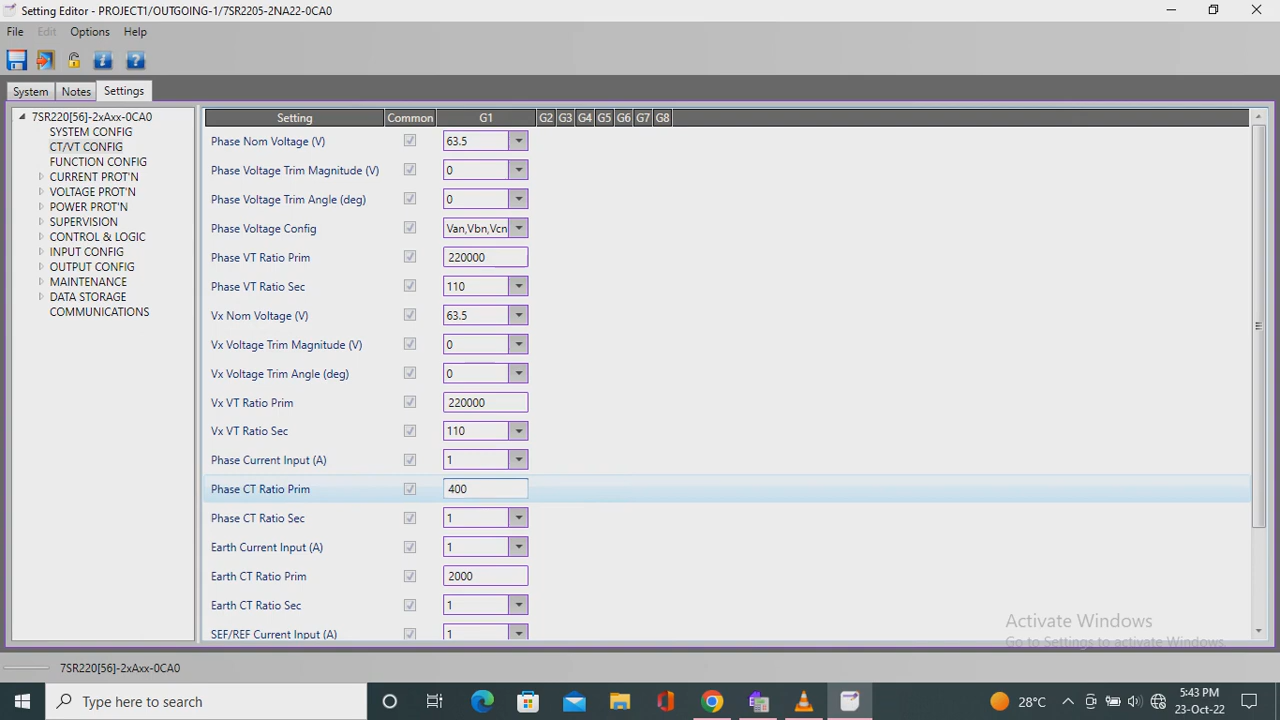 Setting Editor - PROJECT1/OUTGOING-1/7SR2205-2NA22-0CA0
File Edit Options Help
System Notes Settings
7SR220[56]-2xAxx-0CA0
SYSTEM CONFIG
CT/VT CONFIG
FUNCTION CONFIG
CURRENT PROT'N
VOLTAGE PROT'N
POWER PROT'N
SUPERVISION
CONTROL & LOGIC
INPUT CONFIG
OUTPUT CONFIG
MAINTENANCE
DATA STORAGE
COMMUNICATIONS
Setting Common G1 G2 G3 G4 G5 G6 G7 G8
Phase Nom Voltage (V) 63.5
Phase Voltage Trim Magnitude (V) 0
Phase Voltage Trim Angle (deg) 0
Phase Voltage Config Van,Vbn,Vcn
Phase VT Ratio Prim 220000
Phase VT Ratio Sec 110
Vx Nom Voltage (V) 63.5
Vx Voltage Trim Magnitude (V) 0
Vx Voltage Trim Angle (deg) 0
Vx VT Ratio Prim 220000
Vx VT Ratio Sec 110
Phase Current Input (A) 1
Phase CT Ratio Prim 400
Phase CT Ratio Sec 1
Earth Current Input (A) 1
Earth CT Ratio Prim 2000
Earth CT Ratio Sec 1
SEF/REF Current Input (A) 1
Activate Windows
Go to Settings to activate Windows.
7SR220[56]-2xAxx-0CA0
Type here to search
28°C
5:43 PM
23-Oct-22